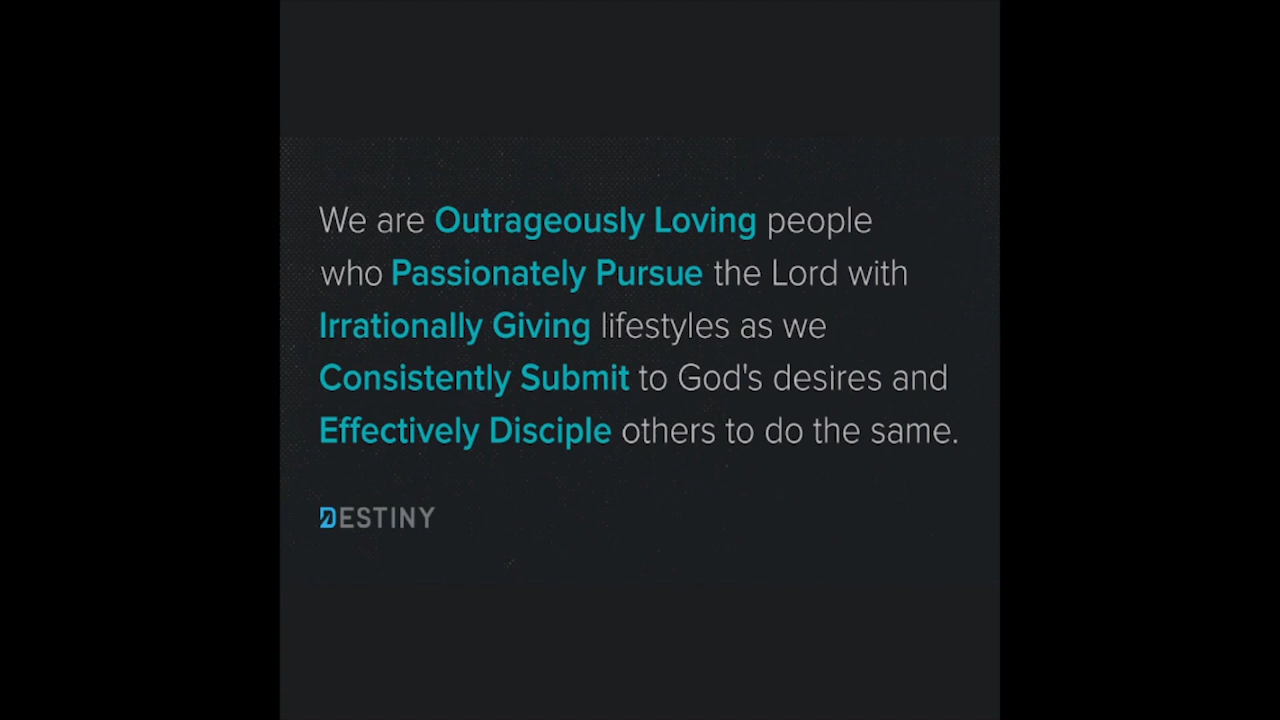 We are Outrageously Loving people
who Passionately Pursue the Lord with
Irrationally Giving lifestyles as we
Consistently Submit to God's desires and
Effectively Disciple others to do the same.
DESTINY